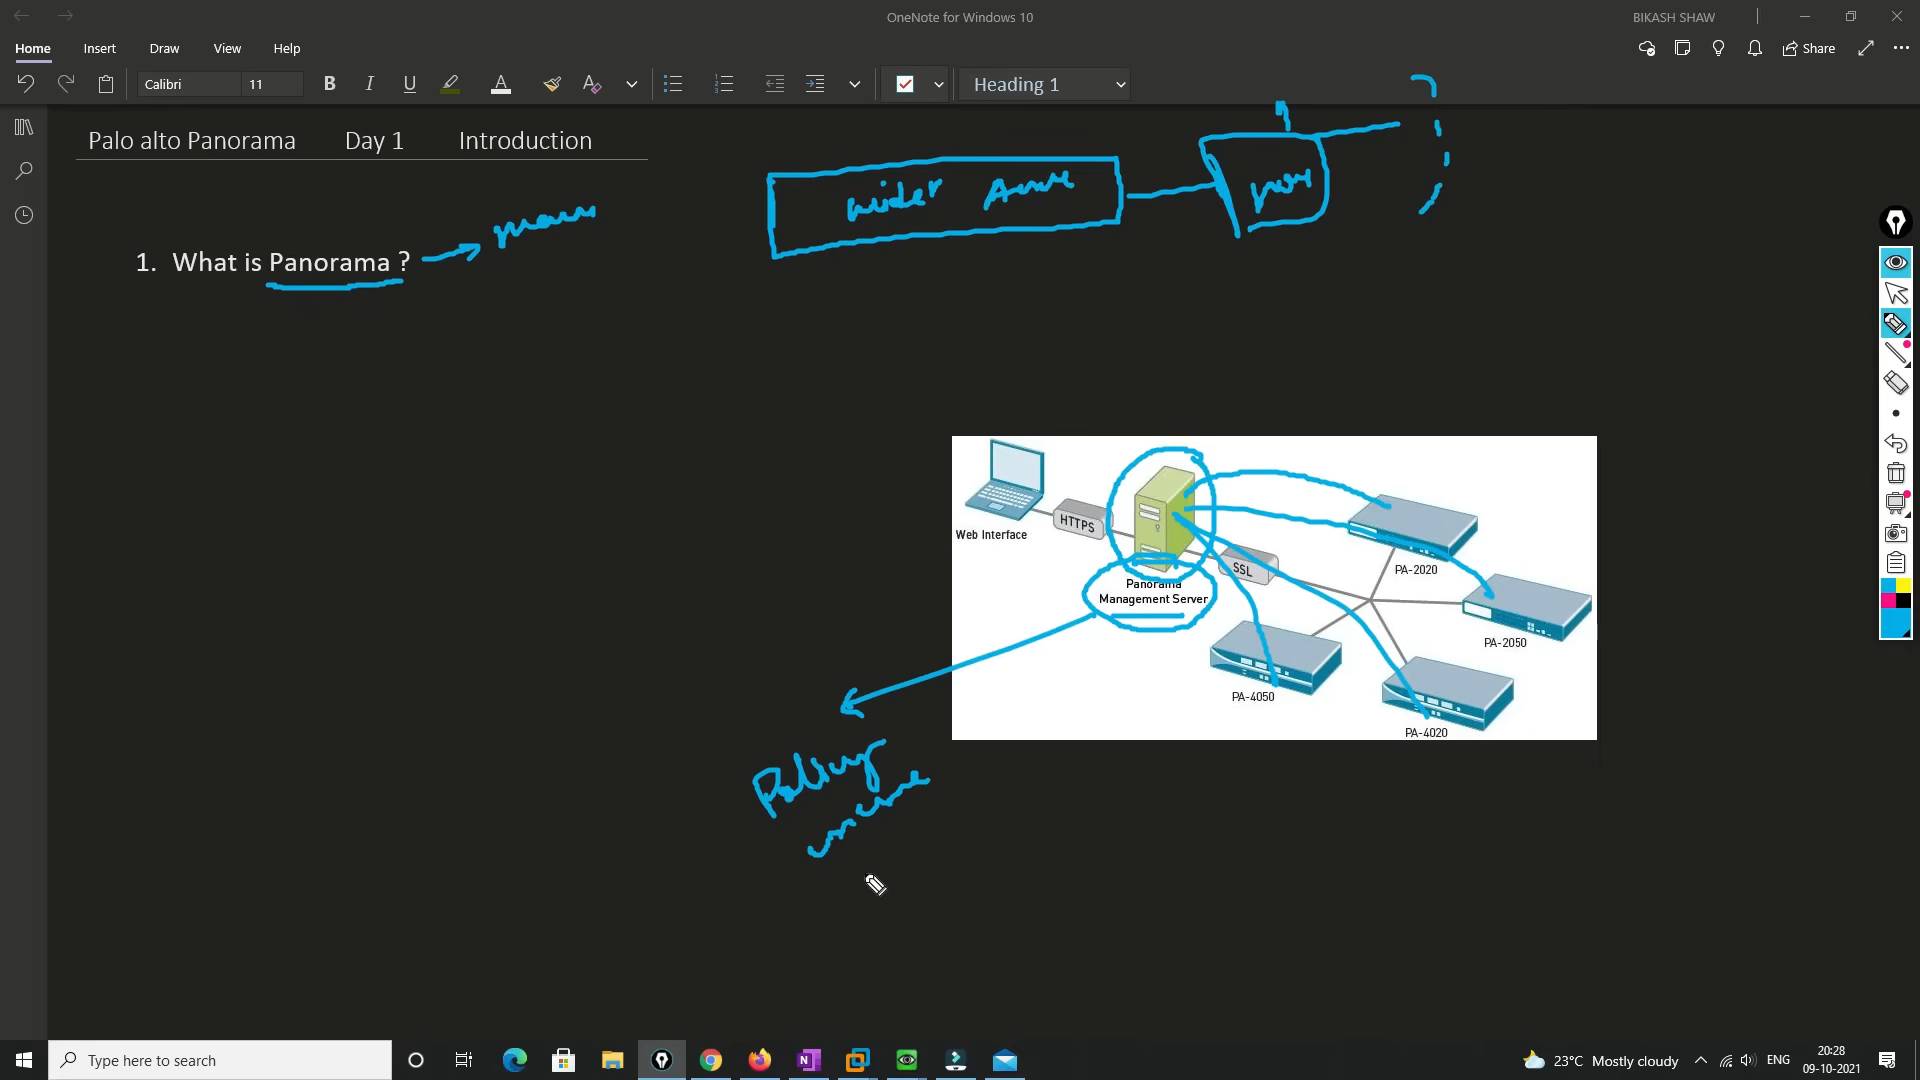 OneNote for Windows 10
BIKASH SHAW
Home Insert Draw View Help
Share
Calibri 11 B I U A A Heading 1
Palo alto Panorama Day 1 Introduction
1. What is Panorama ?
Web Interface
HTTPS
Panorama
Management Server
SSL
PA-2020
PA-2050
PA-4050
PA-4020
Type here to search
23°C Mostly cloudy
ENG
20:28
09-10-2021